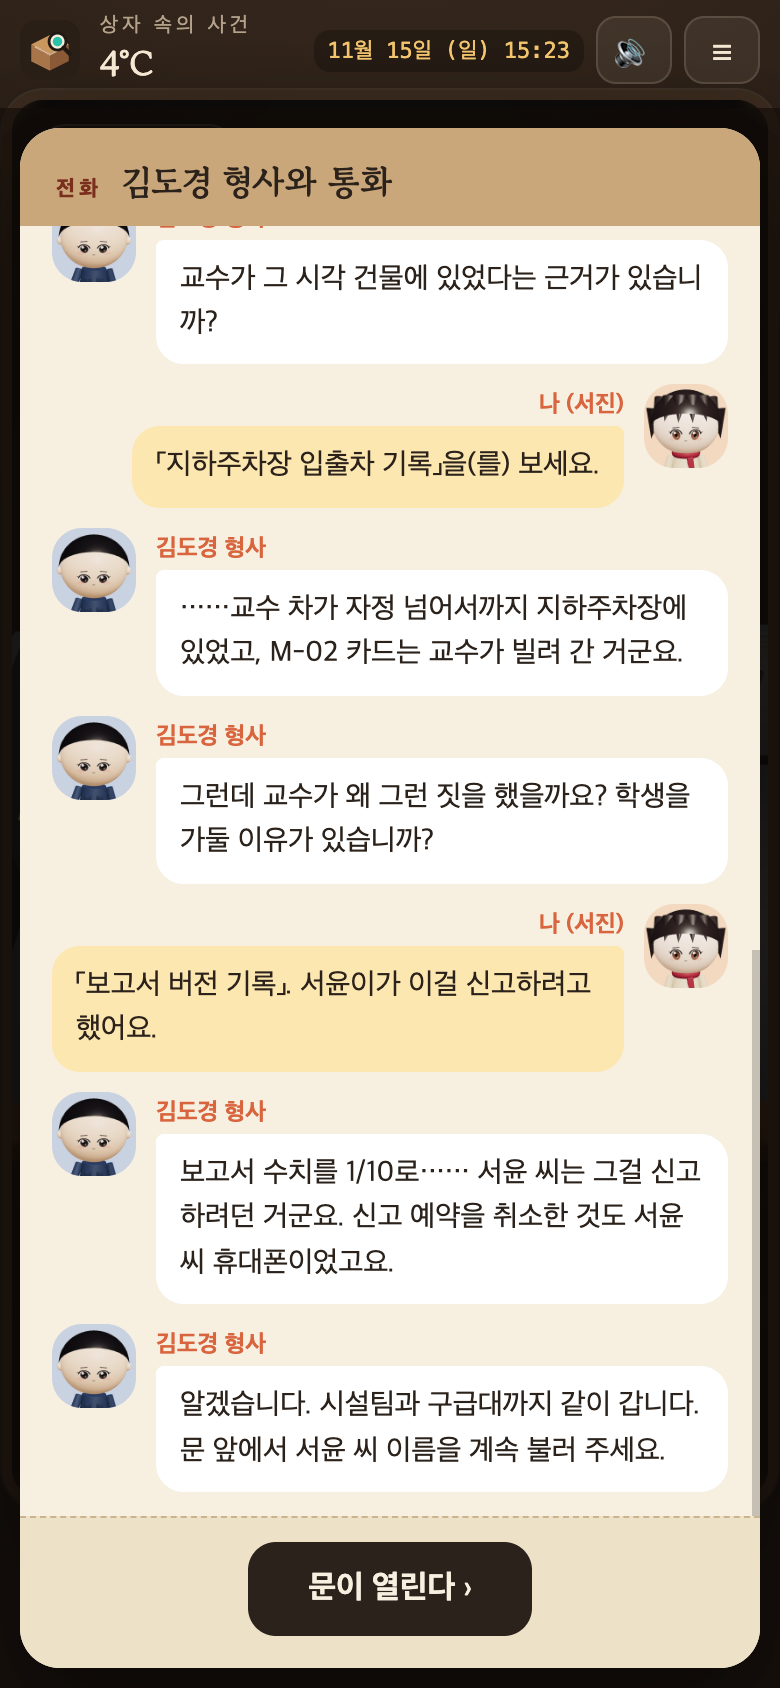 상자 속의 사건
4°C
11월 15일 (일) 15:23
전화 김도경 형사와 통화
교수가 그 시각 건물에 있었다는 근거가 있습니
까?
나 (서진)
「지하주차장 입출차 기록」을(를) 보세요.
김도경 형사
……교수 차가 자정 넘어서까지 지하주차장에
있었고, M-02 카드는 교수가 빌려 간 거군요.
김도경 형사
그런데 교수가 왜 그런 짓을 했을까요? 학생을
가둘 이유가 있습니까?
나 (서진)
「보고서 버전 기록」. 서윤이가 이걸 신고하려고
했어요.
김도경 형사
보고서 수치를 1/10로…… 서윤 씨는 그걸 신고
하려던 거군요. 신고 예약을 취소한 것도 서윤
씨 휴대폰이었고요.
김도경 형사
알겠습니다. 시설팀과 구급대까지 같이 갑니다.
문 앞에서 서윤 씨 이름을 계속 불러 주세요.
문이 열린다 ›